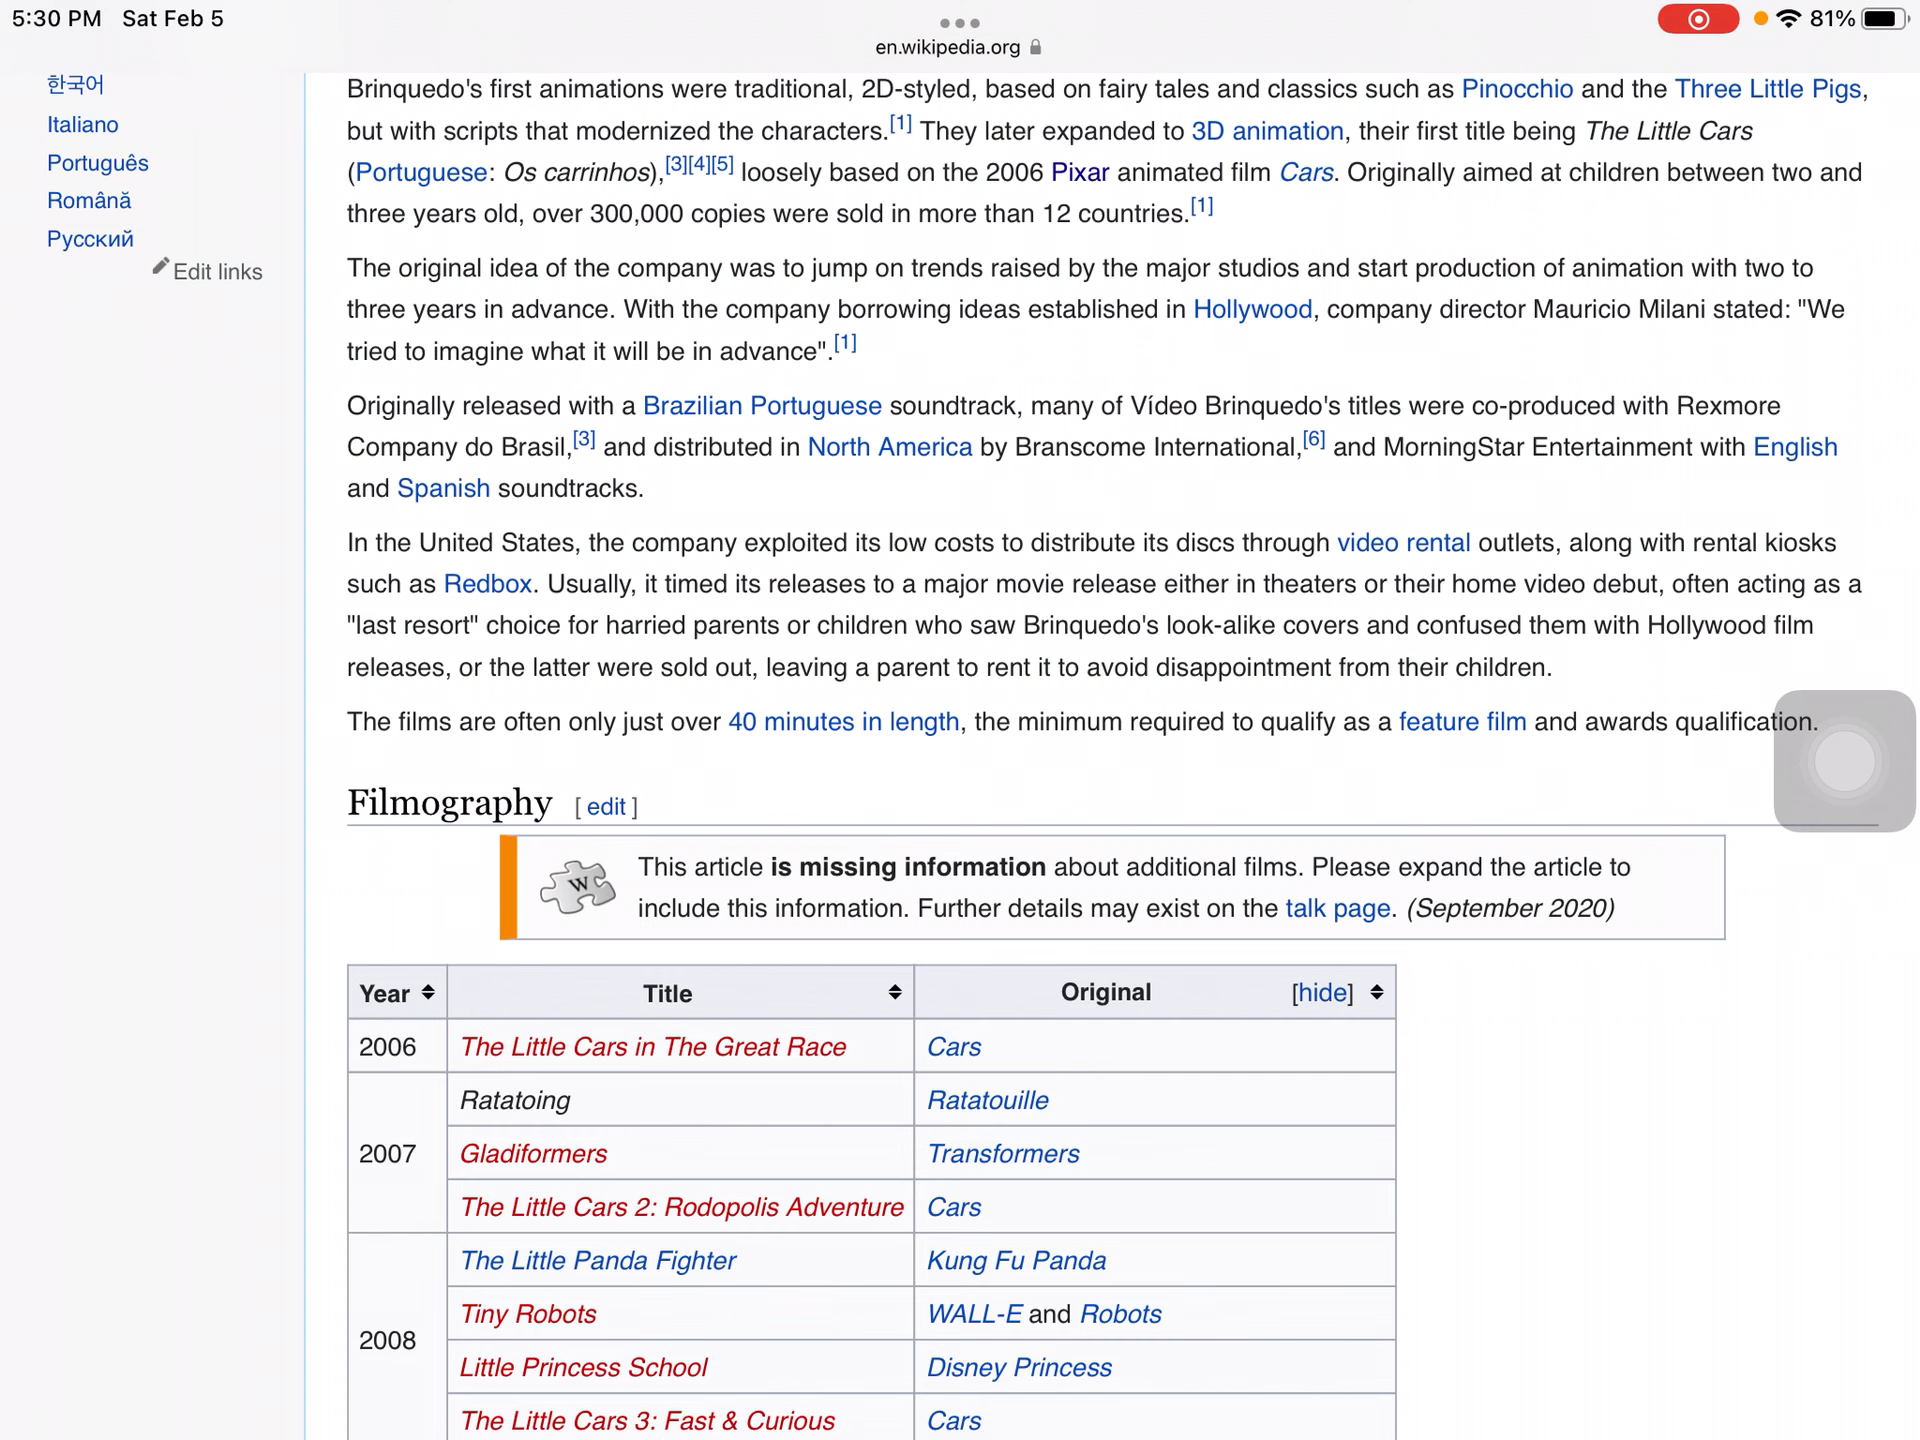 5:30 PM Sat Feb 5
81%
en.wikipedia.org
한국어
Italiano
Português
Română
Русский
Edit links
Brinquedo's first animations were traditional, 2D-styled, based on fairy tales and classics such as Pinocchio and the Three Little Pigs,
but with scripts that modernized the characters.[1] They later expanded to 3D animation, their first title being The Little Cars
(Portuguese: Os carrinhos),[3][4][5] loosely based on the 2006 Pixar animated film Cars. Originally aimed at children between two and
three years old, over 300,000 copies were sold in more than 12 countries.[1]
The original idea of the company was to jump on trends raised by the major studios and start production of animation with two to
three years in advance. With the company borrowing ideas established in Hollywood, company director Mauricio Milani stated: "We
tried to imagine what it will be in advance".[1]
Originally released with a Brazilian Portuguese soundtrack, many of Vídeo Brinquedo's titles were co-produced with Rexmore
Company do Brasil,[3] and distributed in North America by Branscome International,[6] and MorningStar Entertainment with English
and Spanish soundtracks.
In the United States, the company exploited its low costs to distribute its discs through video rental outlets, along with rental kiosks
such as Redbox. Usually, it timed its releases to a major movie release either in theaters or their home video debut, often acting as a
"last resort" choice for harried parents or children who saw Brinquedo's look-alike covers and confused them with Hollywood film
releases, or the latter were sold out, leaving a parent to rent it to avoid disappointment from their children.
The films are often only just over 40 minutes in length, the minimum required to qualify as a feature film and awards qualification.
Filmography [ edit ]
W
This article is missing information about additional films. Please expand the article to
include this information. Further details may exist on the talk page. (September 2020)
Year Title Original [hide]
2006 The Little Cars in The Great Race Cars
Ratatoing Ratatouille
2007 Gladiformers Transformers
The Little Cars 2: Rodopolis Adventure Cars
The Little Panda Fighter Kung Fu Panda
Tiny Robots WALL-E and Robots
2008
Little Princess School Disney Princess
The Little Cars 3: Fast & Curious Cars